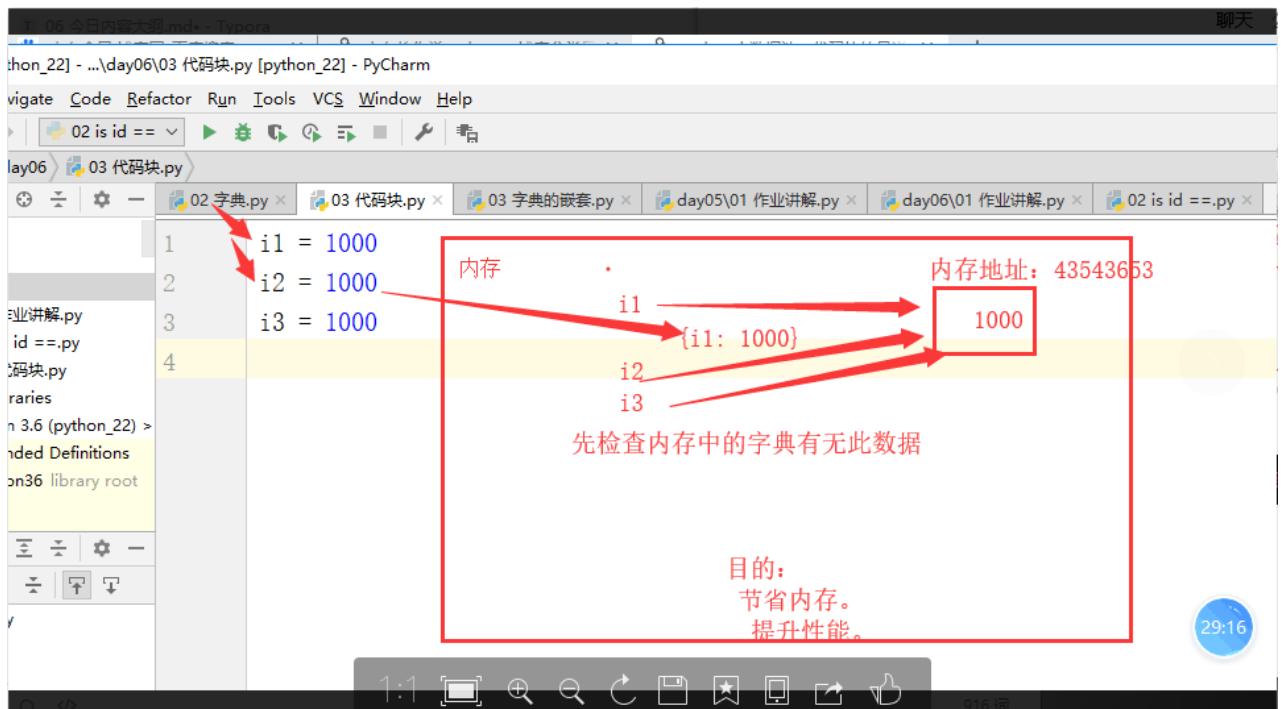 06 今日内容大纲.md• - Typora
聊天
thon_22] - ...\day06\03 代码块.py [python_22] - PyCharm
vigate Code Refactor Run Tools VCS Window Help
02 is id ==
lay06 03 代码块.py
02 字典.py 03 代码块.py 03 字典的嵌套.py day05\01 作业讲解.py day06\01 作业讲解.py 02 is id ==.py
1 i1 = 1000
2 i2 = 1000
3 i3 = 1000
4
内存
内存地址: 43543653
i1
1000
{i1: 1000}
i2
i3
先检查内存中的字典有无此数据
目的:
节省内存。
提升性能。
业讲解.py
id ==.py
码块.py
raries
n 3.6 (python_22) >
nded Definitions
on36 library root
y
29:16
1:1
916 词